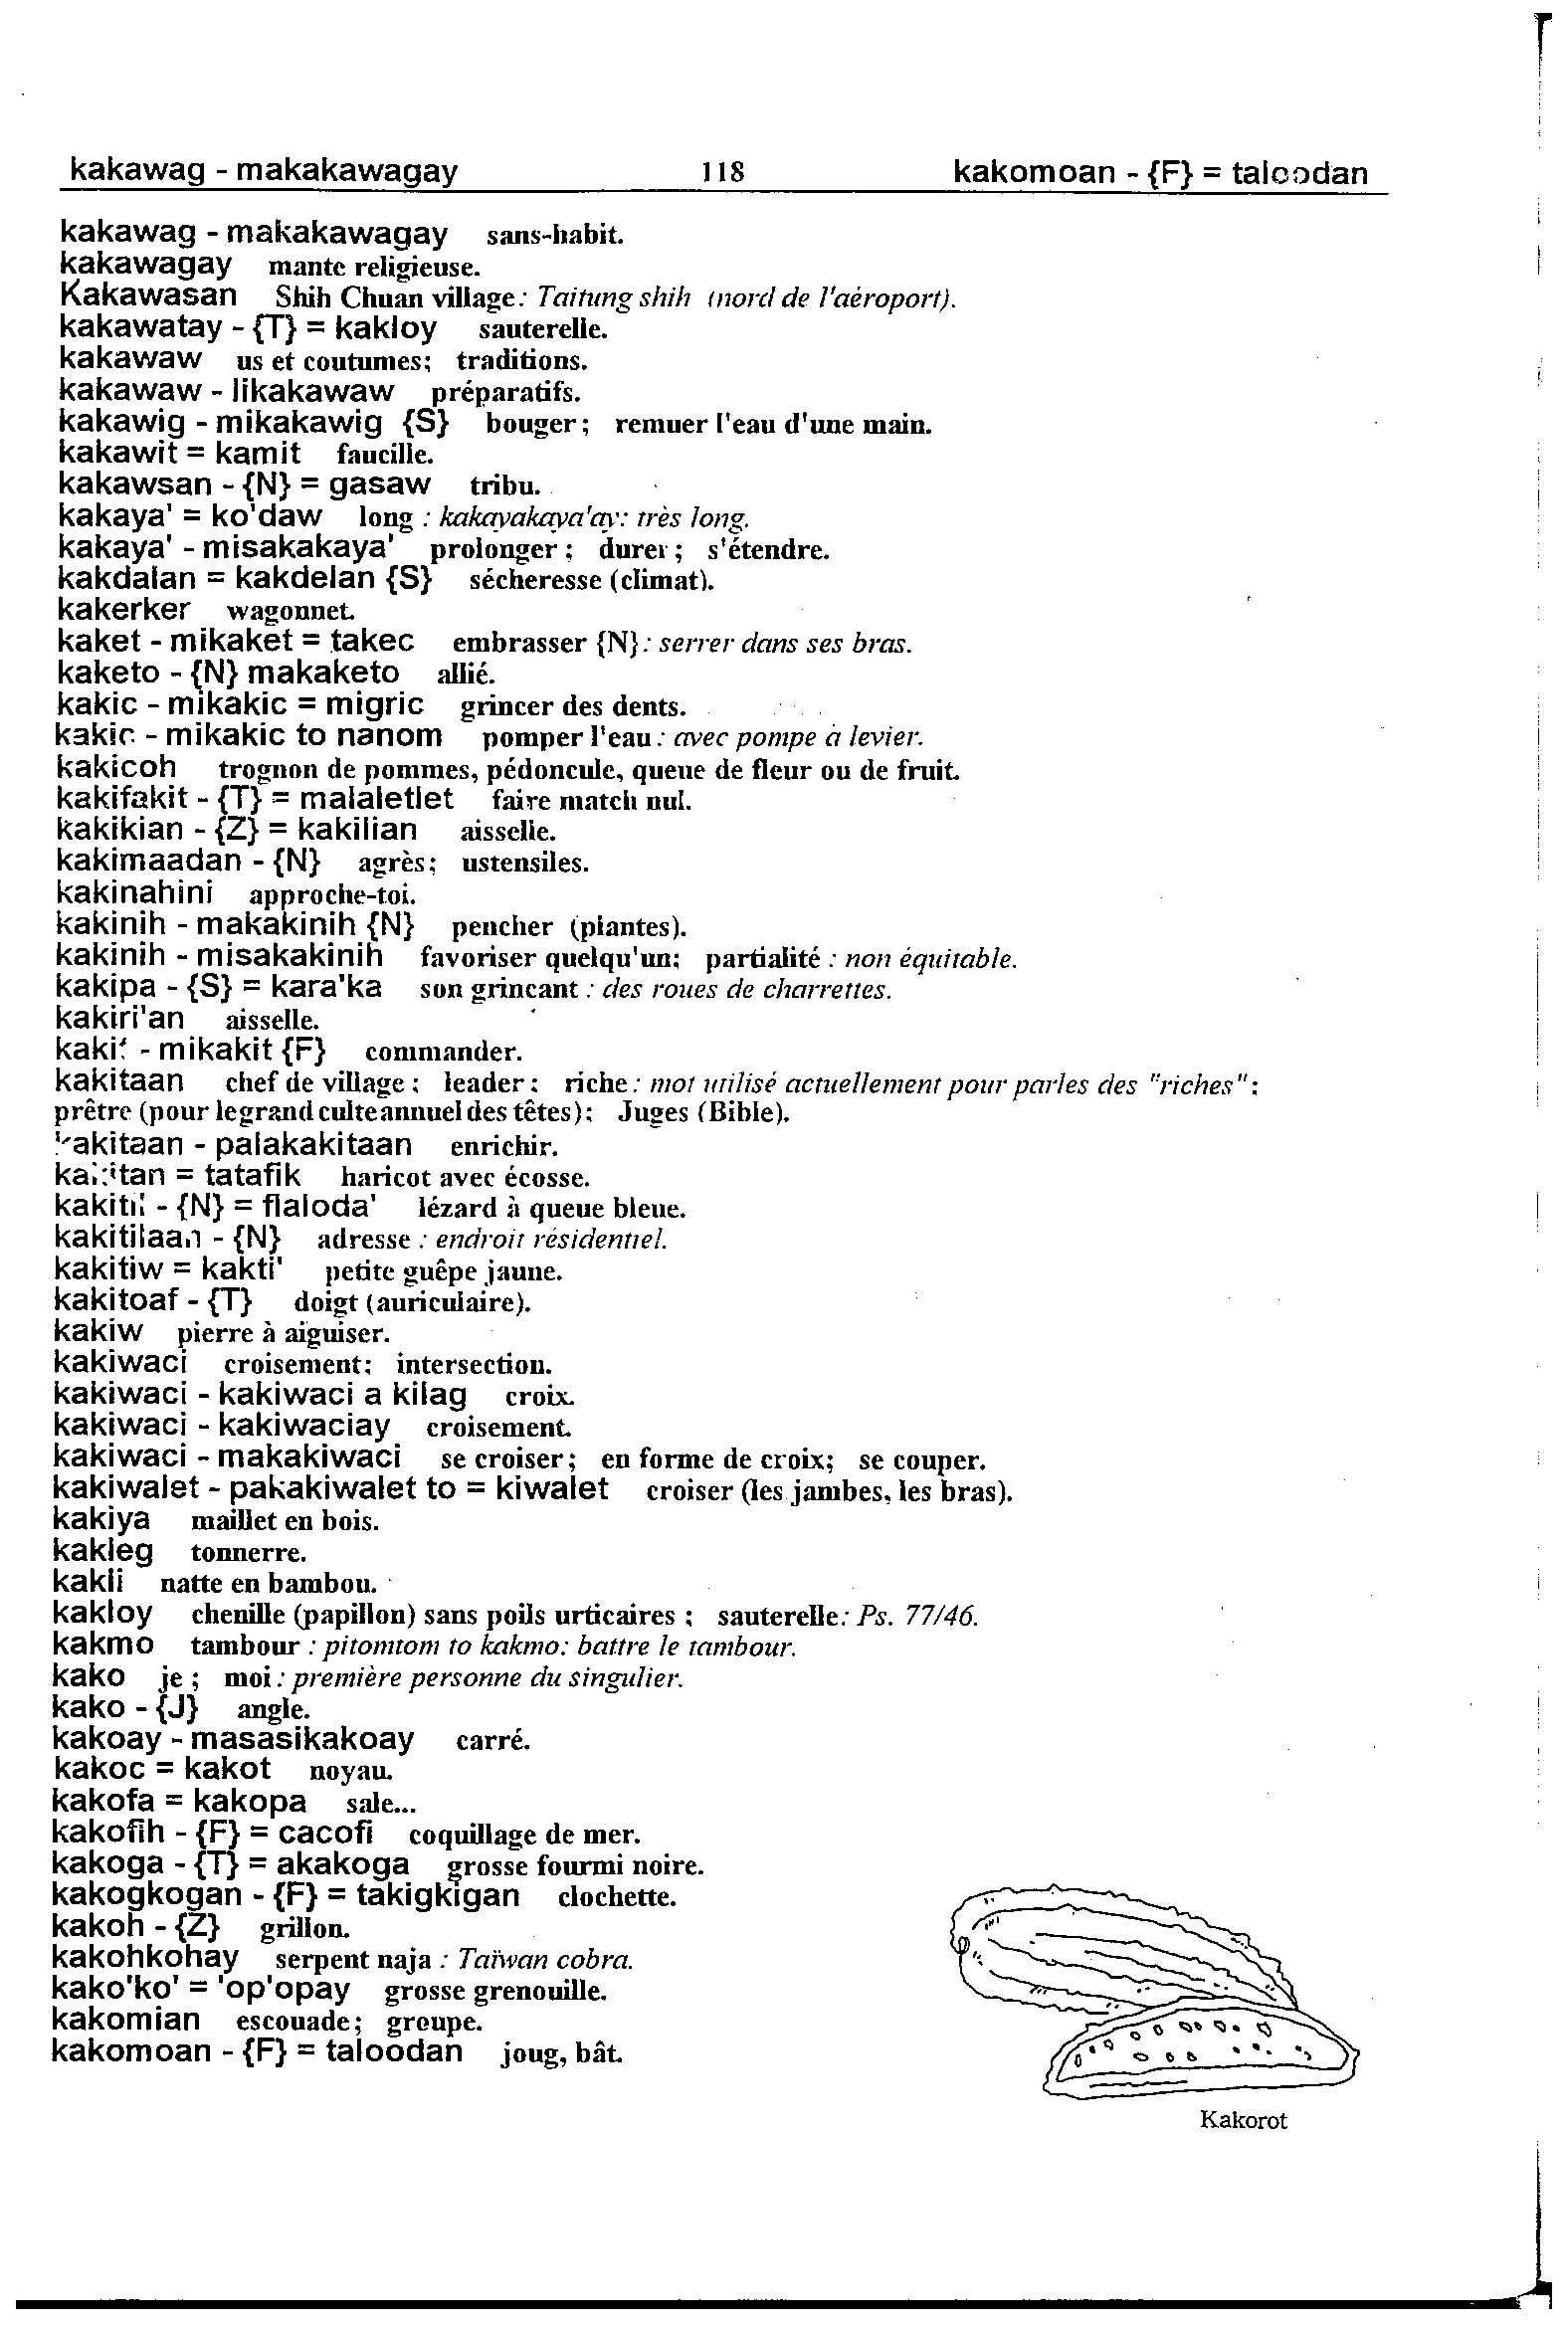 kakawag - makakawagay 118 kakomoan - {F} = taloodan
kakawag - makakawagay sans-habit.
kakawagay mante religieuse.
Kakawasan Shih Chuan village: Taitung shih (nord de l'aéroport).
kakawatay - {T} = kakloy sauterelle.
kakawaw us et coutumes; traditions.
kakawaw - likakawaw préparatifs.
kakawig - mikakawig {S} bouger; remuer l'eau d'une main.
kakawit = kamit faucille.
kakawsan - {N} = gasaw tribu.
kakaya' = ko'daw long : kakayakaya'ay: très long.
kakaya' - misakakaya' prolonger; durer; s'étendre.
kakdalan = kakdelan {S} sécheresse (climat).
kakerker wagonnet.
kaket - mikaket = takec embrasser {N}: serrer dans ses bras.
kaketo - {N} makaketo allié.
kakic - mikakic = migric grincer des dents.
kakic - mikakic to nanom pomper l'eau: avec pompe à levier.
kakicoh trognon de pommes, pédoncule, queue de fleur ou de fruit.
kakifakit - {T} = malaletlet faire match nul.
kakikian - {Z} = kakilian aisselle.
kakimaadan - {N} agrès; ustensiles.
kakinahini approche-toi.
kakinih - makakinih {N} pencher (plantes).
kakinih - misakakinih favoriser quelqu'un; partialité : non équitable.
kakipa - {S} = kara'ka son grincant : des roues de charrettes.
kakiri'an aisselle.
kakit - mikakit {F} commander.
kakitaan chef de village; leader; riche: mot utilisé actuellement pour parles des "riches";
prêtre (pour le grand culte annuel des têtes); Juges (Bible).
kakitaan - palakakitaan enrichir.
kakitan = tatafik haricot avec écosse.
kakitil - {N} = flaloda' lézard à queue bleue.
kakitilaan - {N} adresse : endroit résidentiel.
kakitiw = kakti' petite guêpe jaune.
kakitoaf - {T} doigt (auriculaire).
kakiw pierre à aiguiser.
kakiwaci croisement; intersection.
kakiwaci - kakiwaci a kilag croix.
kakiwaci - kakiwaciay croisement.
kakiwaci - makakiwaci se croiser; en forme de croix; se couper.
kakiwalet - pakakiwalet to = kiwalet croiser (les jambes, les bras).
kakiya maillet en bois.
kakleg tonnerre.
kakli natte en bambou.
kakloy chenille (papillon) sans poils urticaires ; sauterelle: Ps. 77/46.
kakmo tambour : pitomtom to kakmo: battre le tambour.
kako je ; moi: première personne du singulier.
kako - {J} angle.
kakoay - masasikakoay carré.
kakoc = kakot noyau.
kakofa = kakopa sale...
kakofih - {F} = cacofi coquillage de mer.
kakoga - {T} = akakoga grosse fourmi noire.
kakogkogan - {F} = takigkigan clochette.
kakoh - {Z} grillon.
kakohkohay serpent naja : Taïwan cobra.
kako'ko' = 'op'opay grosse grenouille.
kakomian escouade; groupe.
kakomoan - {F} = taloodan joug, bât.
Kakorot